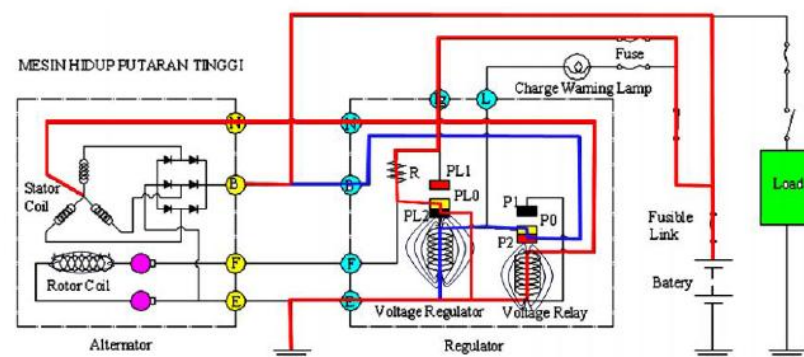 MESIN HIDUP PUTARAN TINGGI
Fuse
Charge Warning Lamp
Ig
L
N
N
B
B
F
F
E
E
R
PL1
PL0
PL2
P1
P0
P2
Stator
Coil
Rotor Coil
Load
Fusible
Link
Batery
Voltage Regulator
Voltage Relay
Alternator
Regulator